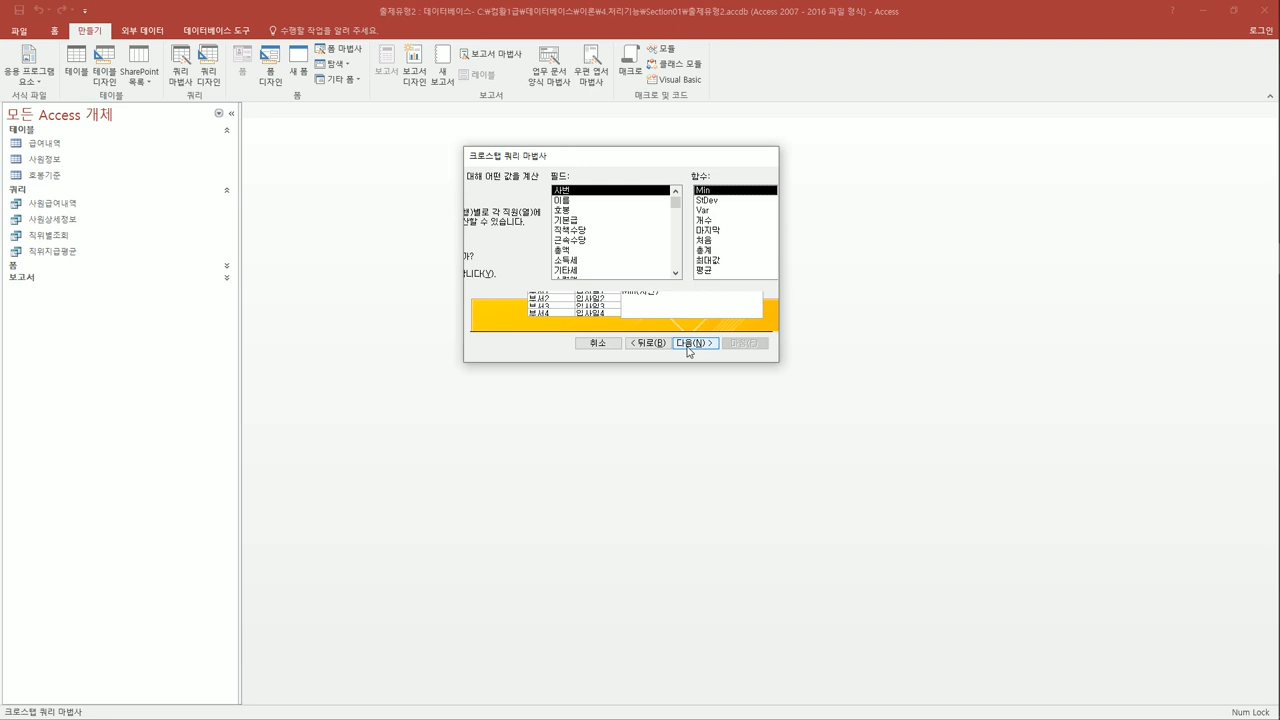 출제유형2 : 데이터베이스- C:₩컴활1급₩데이터베이스₩이론₩4.처리기능₩Section01₩출제유형2.accdb (Access 2007 - 2016 파일 형식) - Access
파일 홈 만들기 외부 데이터 데이터베이스 도구 수행할 작업을 알려 주세요. 로그인
응용 프로그램 요소
테이블
테이블 디자인
SharePoint 목록
쿼리 마법사
쿼리 디자인
폼
폼 디자인
새 폼
폼 마법사
탐색
기타 폼
보고서
보고서 디자인
새 보고서
보고서 마법사
레이블
업무 문서 양식 마법사
우편 엽서 마법사
매크로
모듈
클래스 모듈
Visual Basic
서식 파일 테이블 쿼리 폼 보고서 매크로 및 코드
모든 Access 개체
테이블
급여내역
사원정보
호봉기준
쿼리
사원급여내역
사원상세정보
직위별조회
직위지급평균
폼
보고서
크로스탭 쿼리 마법사
대해 어떤 값을 계산 필드: 함수:
별로 각 직원(열)에
산할 수 있습니다.
까?
니다(Y).
사번
이름
호봉
기본급
직책수당
근속수당
총액
소득세
기타세
Min
StDev
Var
개수
마지막
처음
총계
최대값
평균
부서2 입사일2
부서3 입사일3
부서4 입사일4
취소 < 뒤로(B) 다음(N) >
크로스탭 쿼리 마법사 Num Lock